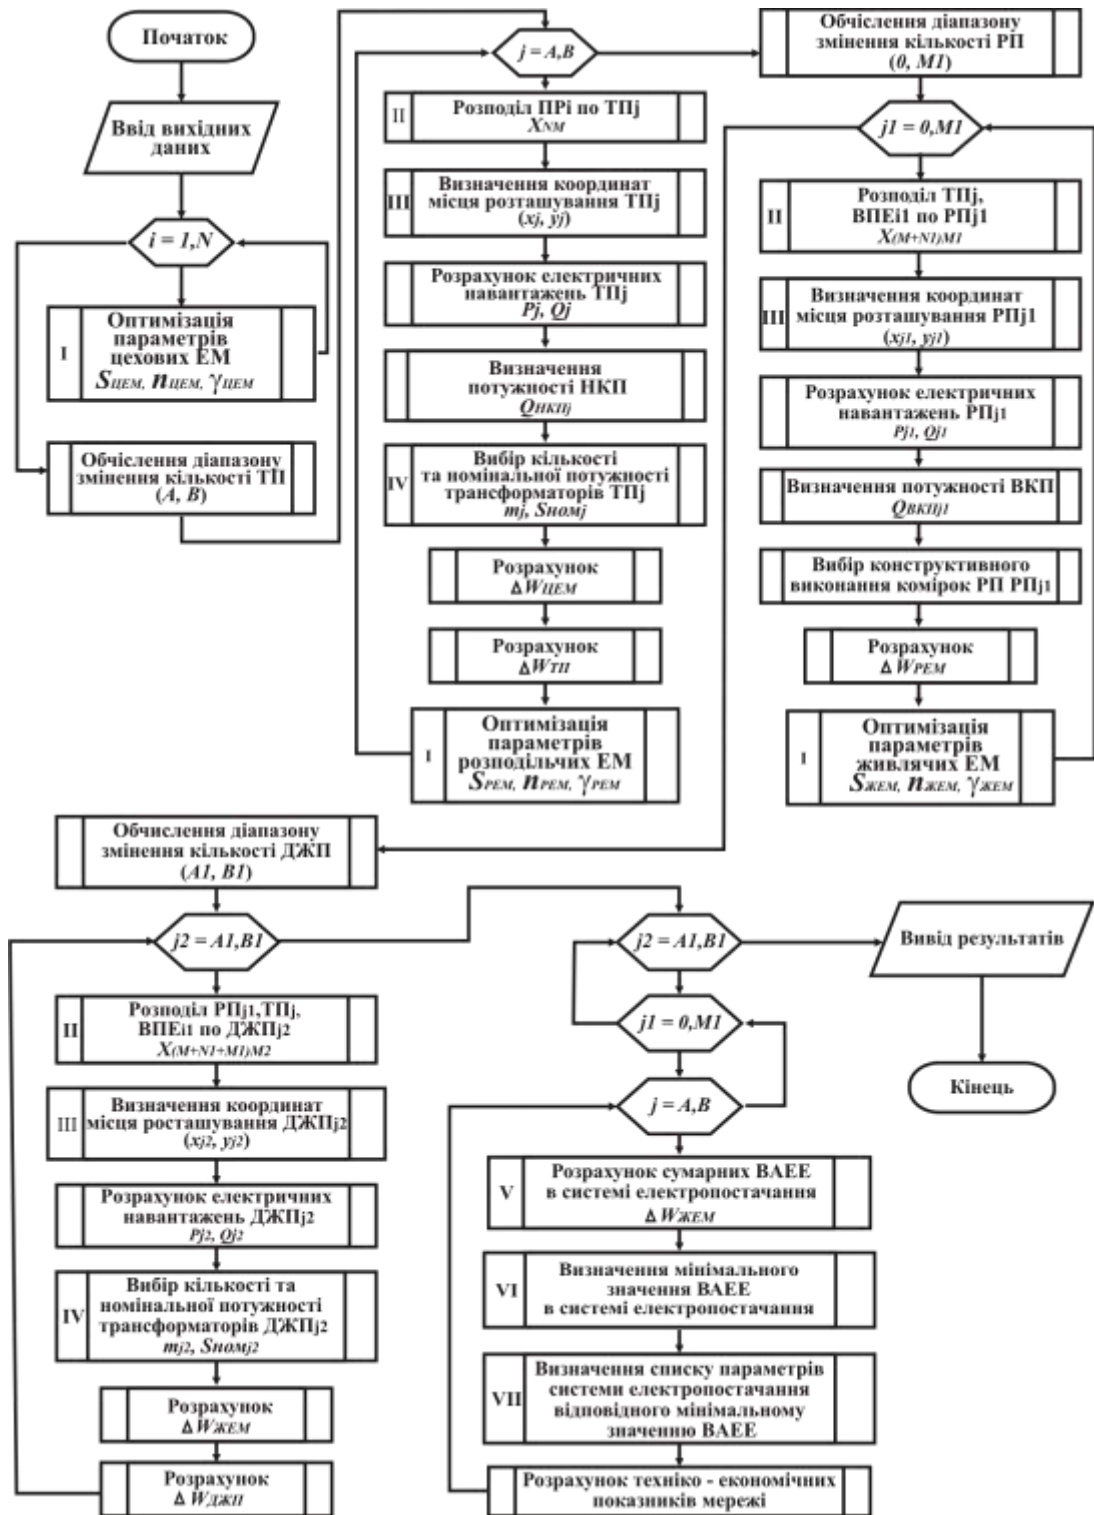 Початок
Ввід вихідних
даних
i = 1,N
I
Оптимізація
параметрів
цехових ЕМ
SЦЕМ, nЦЕМ, γЦЕМ
Обчіслення діапазону
змінення кількості ТП
(A, B)
j = A,B
II
Розподіл ПРi по ТПj
XNM
III
Визначення координат
місця розташування ТПj
(xj, yj)
Розрахунок електричних
навантажень ТПj
Pj, Qj
Визначення
потужності НКП
QНКПj
IV
Вибір кількості
та номінальної потужності
трансформаторів ТПj
mj, Sномj
Розрахунок
ΔWЦЕМ
Розрахунок
ΔWТП
I
Оптимізація
параметрів
розподільчих ЕМ
SРЕМ, nРЕМ, γРЕМ
Обчіслення діапазону
змінення кількості РП
(0, M1)
j1 = 0,M1
II
Розподіл ТПj,
ВПЕi1 по РПj1
X(M+N1)M1
III
Визначення координат
місця розташування РПj1
(xj1, yj1)
Розрахунок електричних
навантажень РПj1
Pj1, Qj1
Визначення потужності ВКП
QВКПj1
Вибір конструктивного
виконання комірок РП РПj1
Розрахунок
ΔWРЕМ
I
Оптимізація
параметрів
живлячих ЕМ
SЖЕМ, nЖЕМ, γЖЕМ
Обчислення діапазону
змінення кількості ДЖП
(A1, B1)
j2 = A1,B1
II
Розподіл РПj1,ТПj,
ВПЕi1 по ДЖПj2
X(M+N1+M1)M2
III
Визначення координат
місця росташування ДЖПj2
(xj2, yj2)
Розрахунок електричних
навантажень ДЖПj2
Pj2, Qj2
IV
Вибір кількості та
номінальної потужності
трансформаторів ДЖПj2
mj2, Sномj2
Розрахунок
ΔWЖЕМ
Розрахунок
ΔWДЖП
j2 = A1,B1
j1 = 0,M1
j = A,B
V
Розрахунок сумарних ВАЕЕ
в системі електропостачання
ΔWЖЕМ
VI
Визначення мінімального
значення ВАЕЕ
в системі електропостачання
VII
Визначення списку параметрів
системи електропостачання
відповідного мінімальному
значенню ВАЕЕ
Розрахунок техніко - економічних
показників мережі
Вивід результатів
Кінець